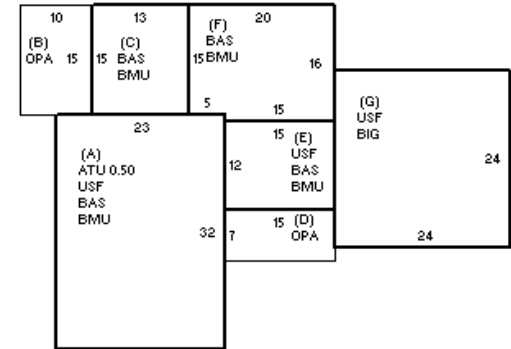 10
13
20
(B)
OPA 15
15 (C)
BAS
BMU
(F)
BAS
15 BMU
16
5
15
23
(A)
ATU 0.50
USF
BAS
BMU
32
15 (E)
USF
BAS
BMU
12
15 (D)
OPA
7
(G)
USF
BIG
24
24